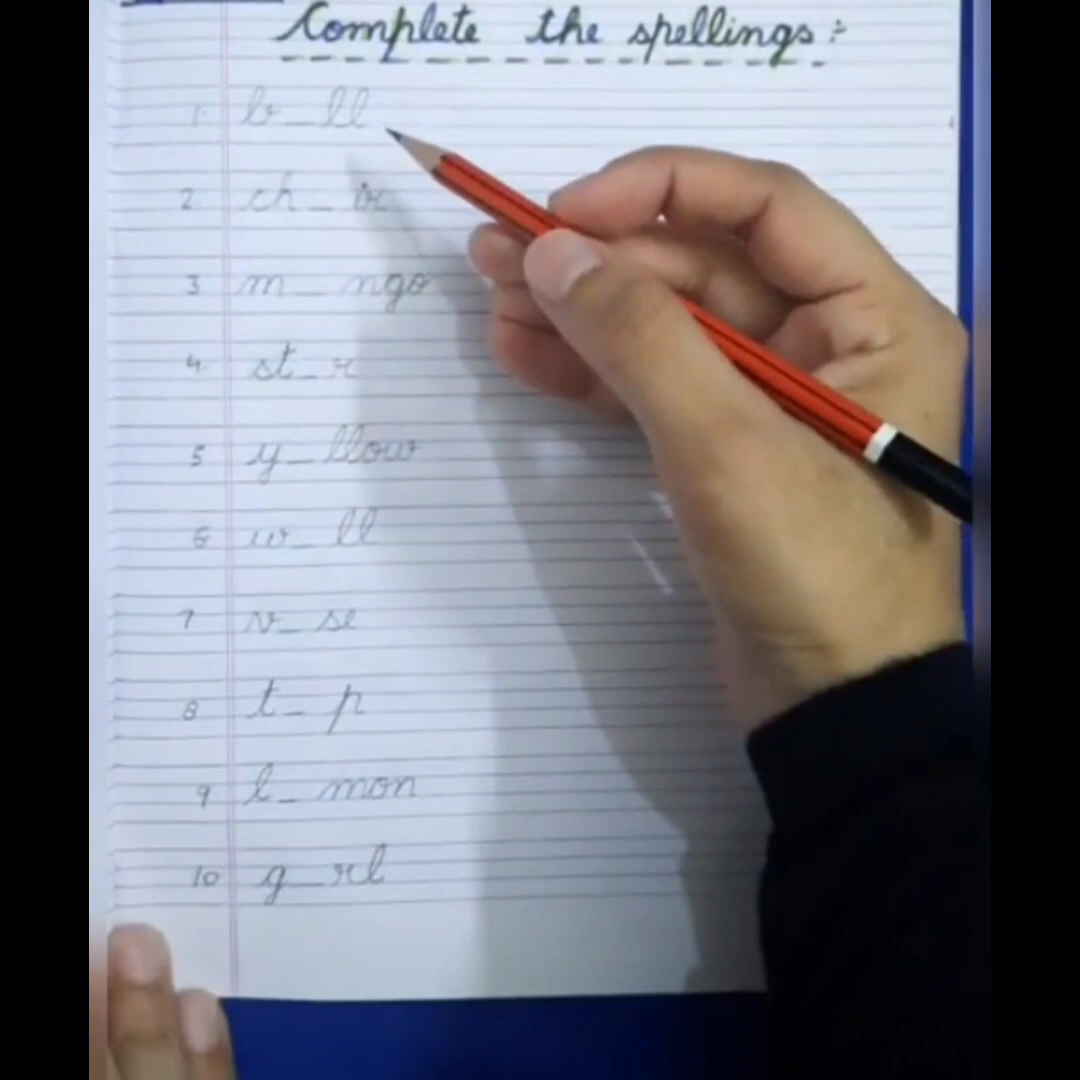 Complete the spellings :-
1. b_ll
2. ch_ir
3 m_ngo
4. st_r
5 y_llow
6 w_ll
7 v_se
8 t_p
9 l_mon
10 g_rl